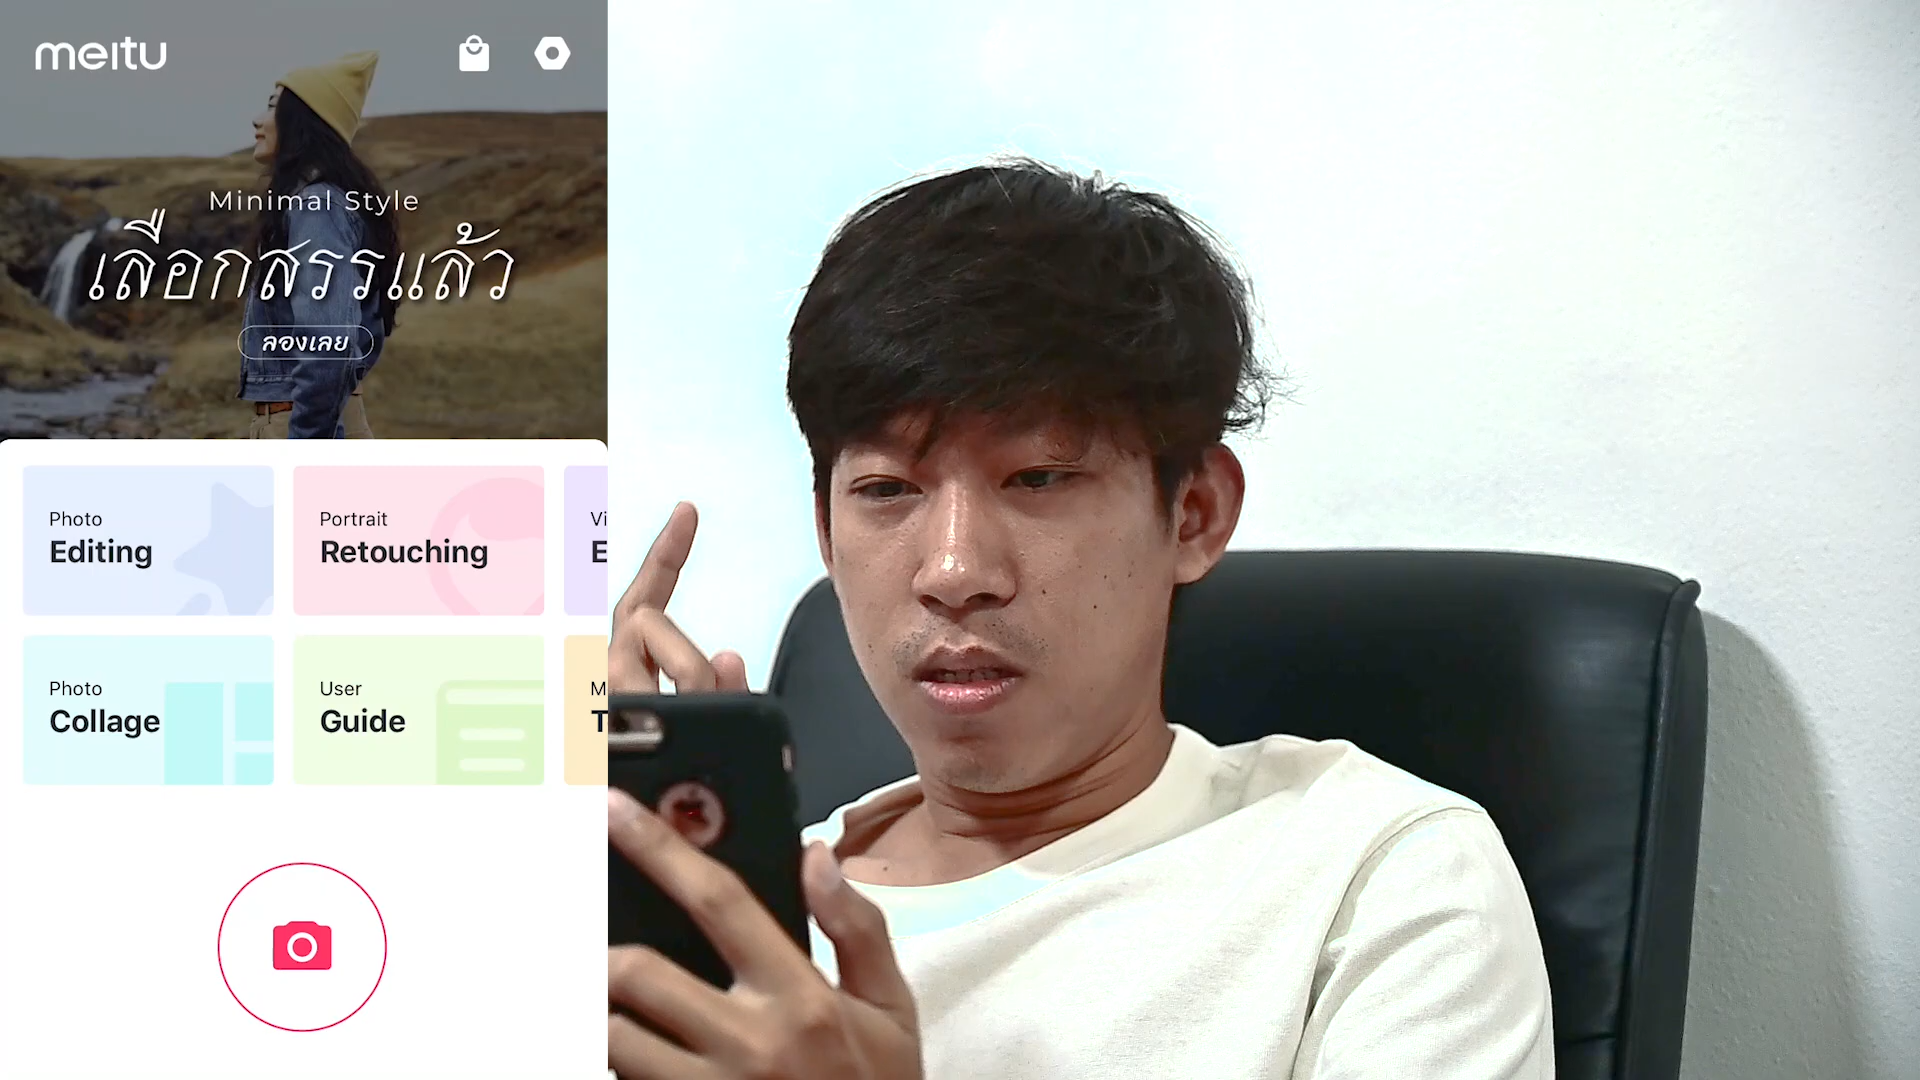 meitu
Minimal Style
เลือกสรรแล้ว
ลองเลย
Photo
Editing
Portrait
Retouching
Vi
E
Photo
Collage
User
Guide
M
T